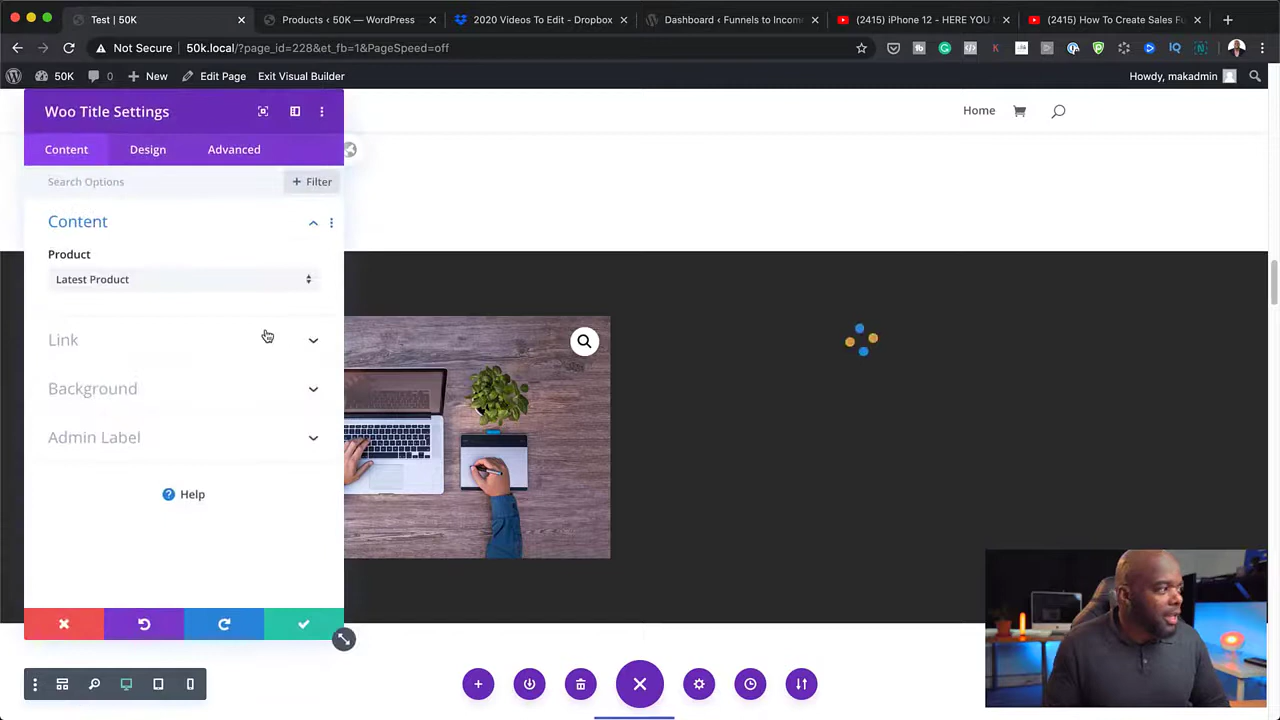 Test | 50K
Products ‹ 50K — WordPress
2020 Videos To Edit - Dropbox
Dashboard ‹ Funnels to Incom
(2415) iPhone 12 - HERE YOU
(2415) How To Create Sales Fu
Not Secure
50k.local/?page_id=228&et_fb=1&PageSpeed=off
50K
0
New
Edit Page
Exit Visual Builder
Howdy, makadmin
Home
Woo Title Settings
Content
Design
Advanced
Search Options
+ Filter
Content
Product
Latest Product
Link
Background
Admin Label
Help